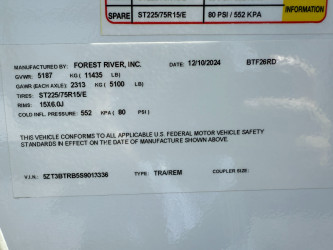 SPARE ST225/75R15/E 80 PSI / 552 KPA INFORMATION
MANUFACTURED BY: FOREST RIVER, INC. DATE: 12/10/2024 BTF26RD
GVWR: 5187 KG ( 11435 LB)
GAWR (EACH AXLE): 2313 KG ( 5100 LB)
TIRES: ST225/75R15/E
RIMS: 15X6.0J
COLD INFL. PRESS.: 552 KPA ( 80 PSI)
THIS VEHICLE CONFORMS TO ALL APPLICABLE U.S. FEDERAL MOTOR VEHICLE SAFETY
STANDARDS IN EFFECT ON THE DATE OF MANUFACTURE SHOWN ABOVE
V.I.N.: 5ZT3BTRB5S9013336 TYPE: TRA/REM COUPLER SIZE: